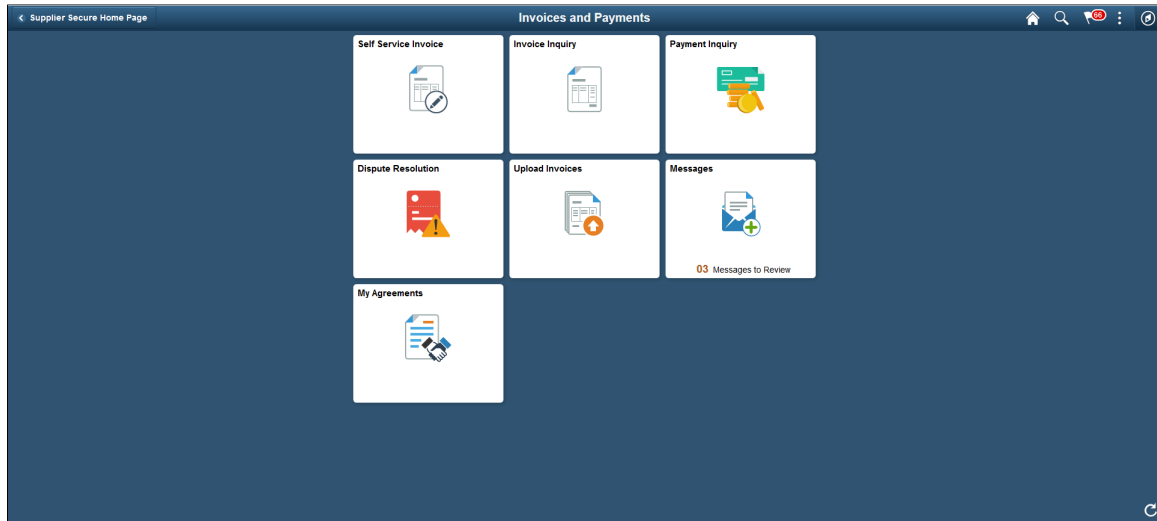 Supplier Secure Home Page
Invoices and Payments
66
Self Service Invoice
Invoice Inquiry
Payment Inquiry
Dispute Resolution
Upload Invoices
Messages
03 Messages to Review
My Agreements